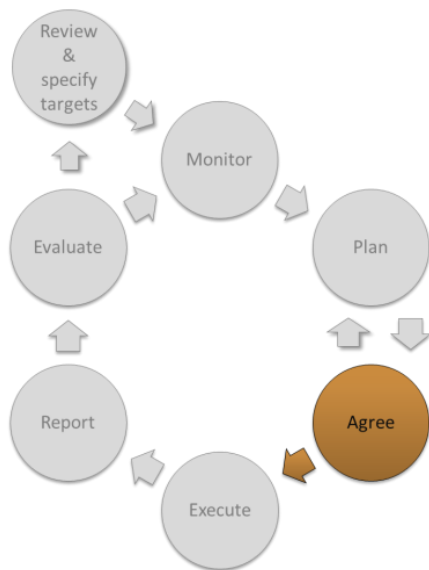 Review
&
specify
targets
Monitor
Evaluate
Plan
Report
Agree
Execute